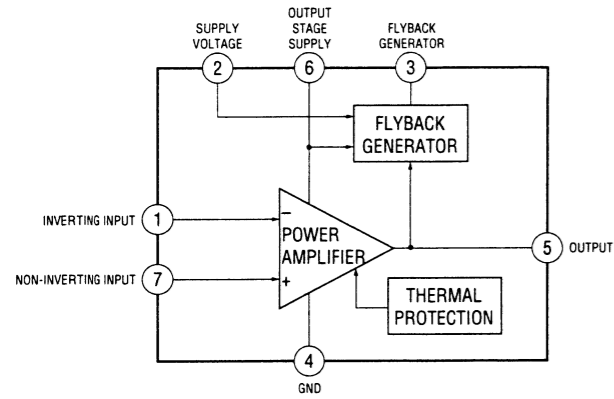 SUPPLY
VOLTAGE
OUTPUT
STAGE
SUPPLY
FLYBACK
GENERATOR
2
6
3
FLYBACK
GENERATOR
INVERTING INPUT
1
−
POWER
AMPLIFIER
5
OUTPUT
NON-INVERTING INPUT
7
+
THERMAL
PROTECTION
4
GND